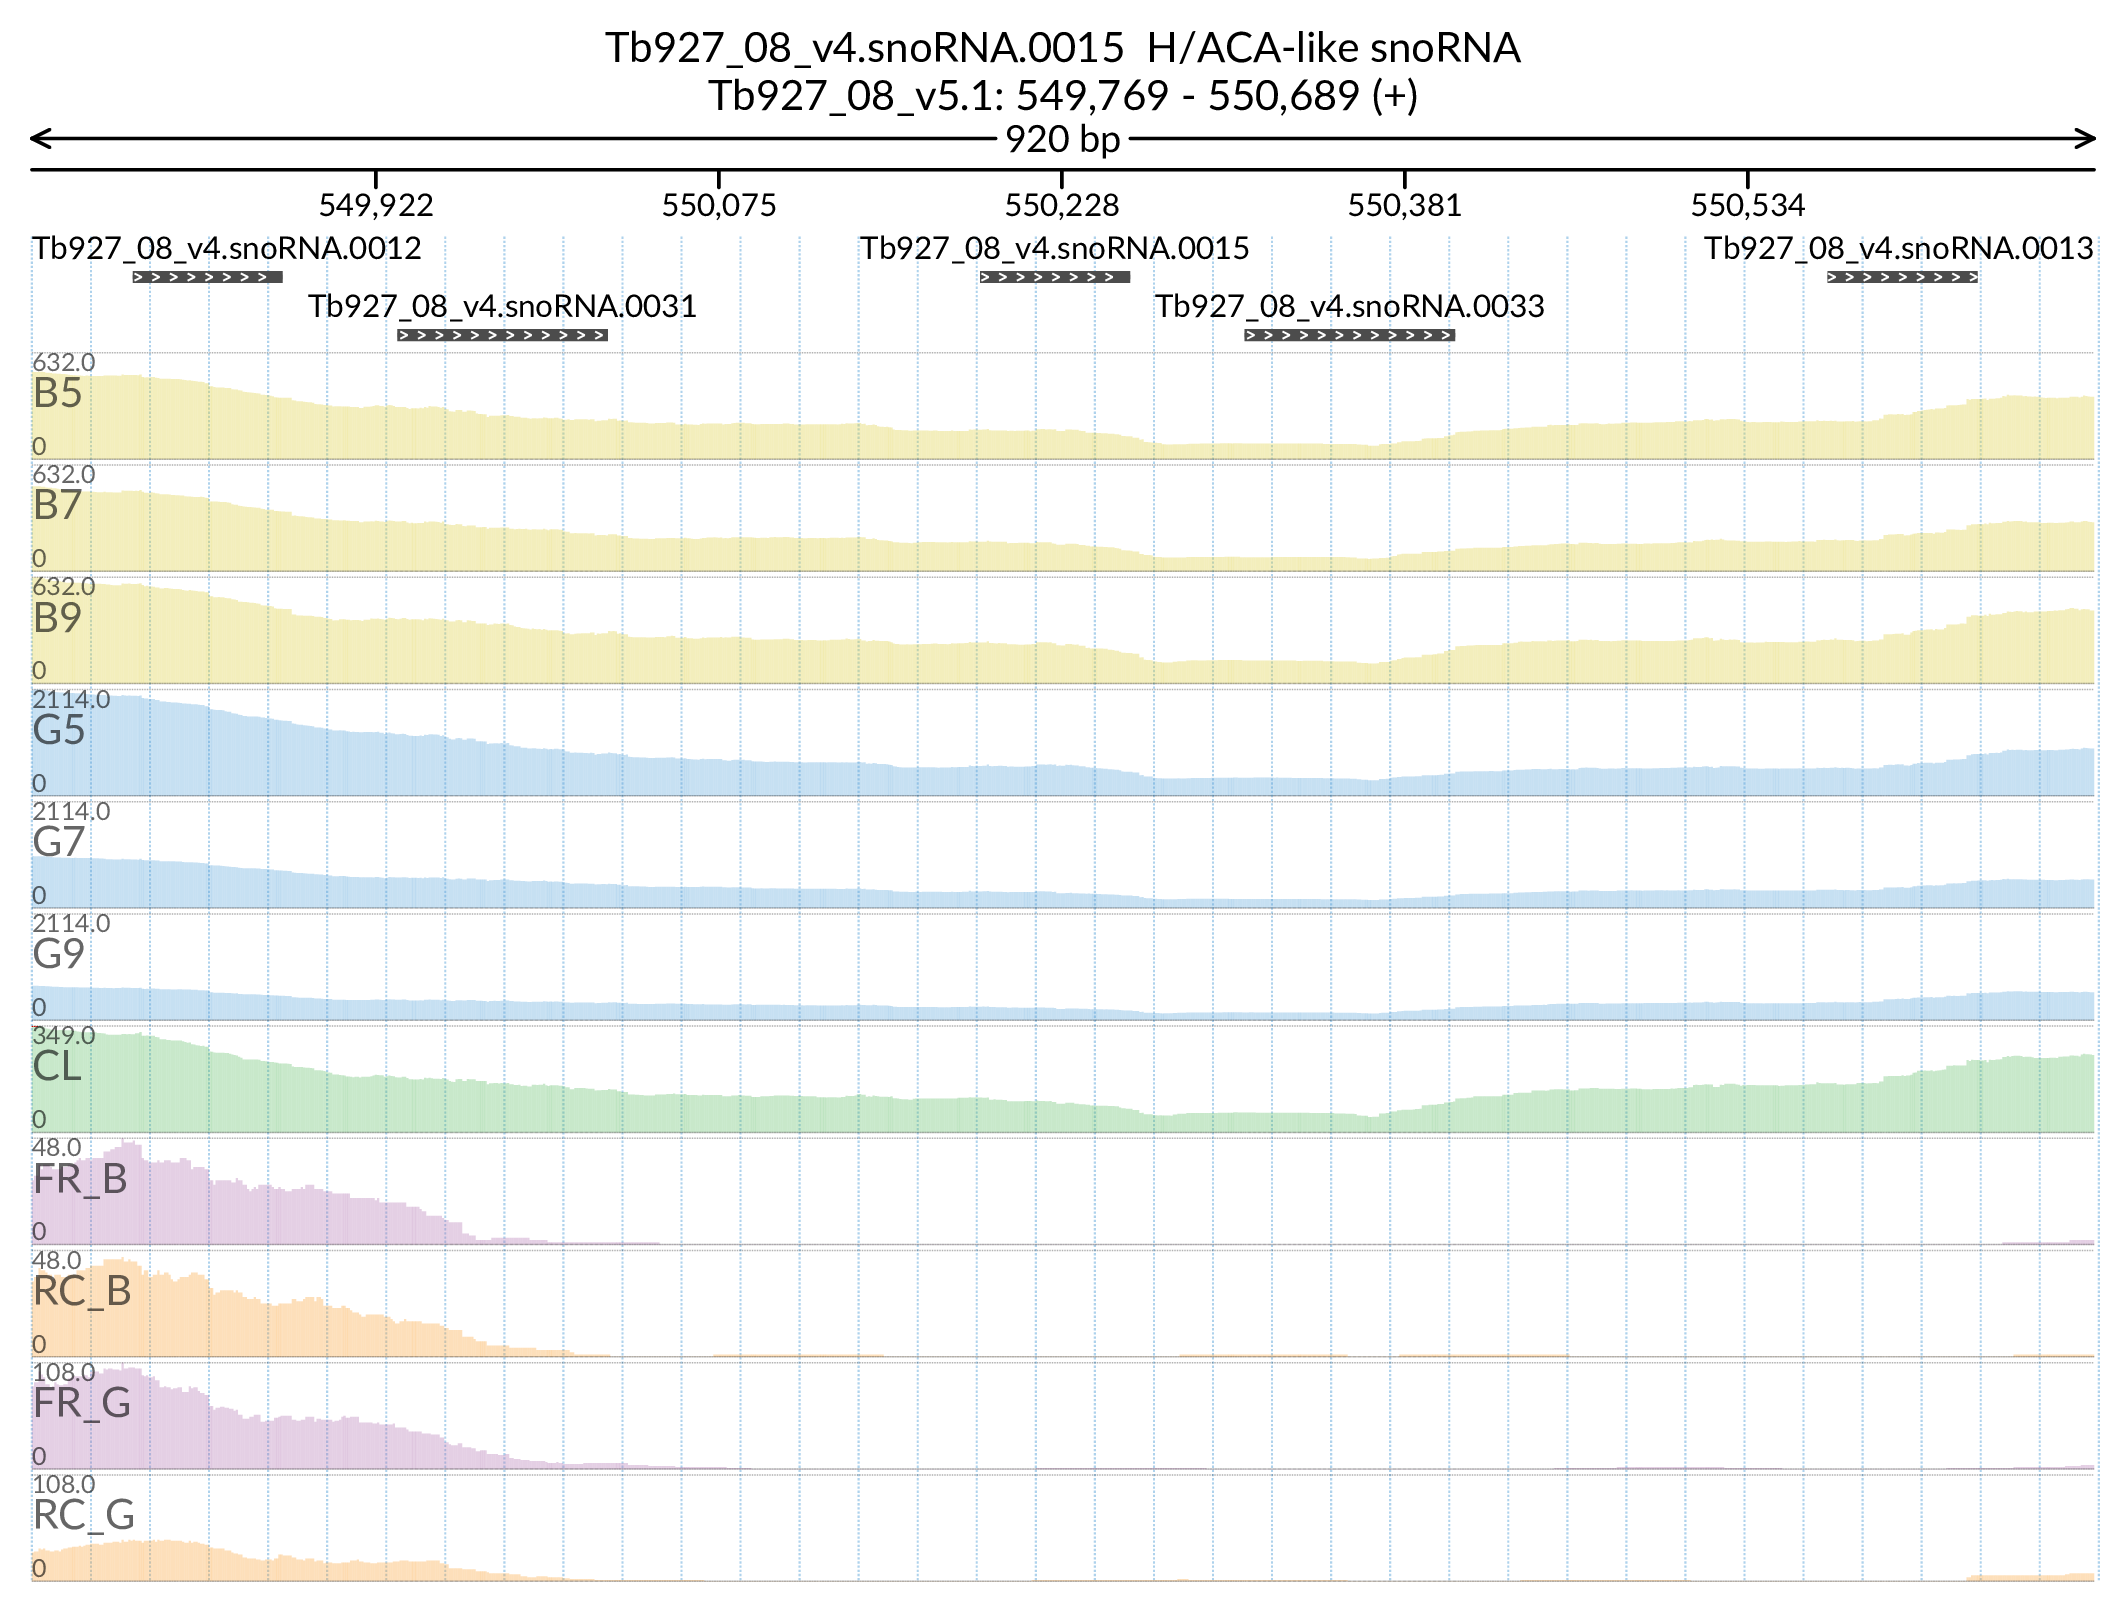 Tb927_08_v4.snoRNA.0015  H/ACA-like snoRNA
Tb927_08_v5.1: 549,769 - 550,689 (+)
920 bp
549,922 550,075 550,228 550,381 550,534
Tb927_08_v4.snoRNA.0012 Tb927_08_v4.snoRNA.0015 Tb927_08_v4.snoRNA.0013
Tb927_08_v4.snoRNA.0031 Tb927_08_v4.snoRNA.0033
632.0
B5
0
632.0
B7
0
632.0
B9
0
2114.0
G5
0
2114.0
G7
0
2114.0
G9
0
349.0
CL
0
48.0
FR_B
0
48.0
RC_B
0
108.0
FR_G
0
108.0
RC_G
0